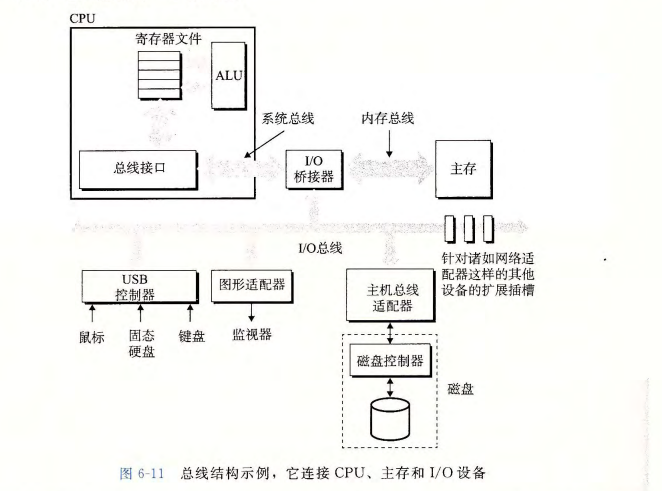 CPU
寄存器文件
ALU
系统总线
内存总线
总线接口
I/O
桥接器
主存
I/O总线
针对诸如网络适
配器这样的其他
设备的扩展插槽
USB
控制器
图形适配器
主机总线
适配器
鼠标
固态
硬盘
键盘
监视器
磁盘控制器
磁盘
图 6-11 总线结构示例，它连接 CPU、主存和 I/O 设备